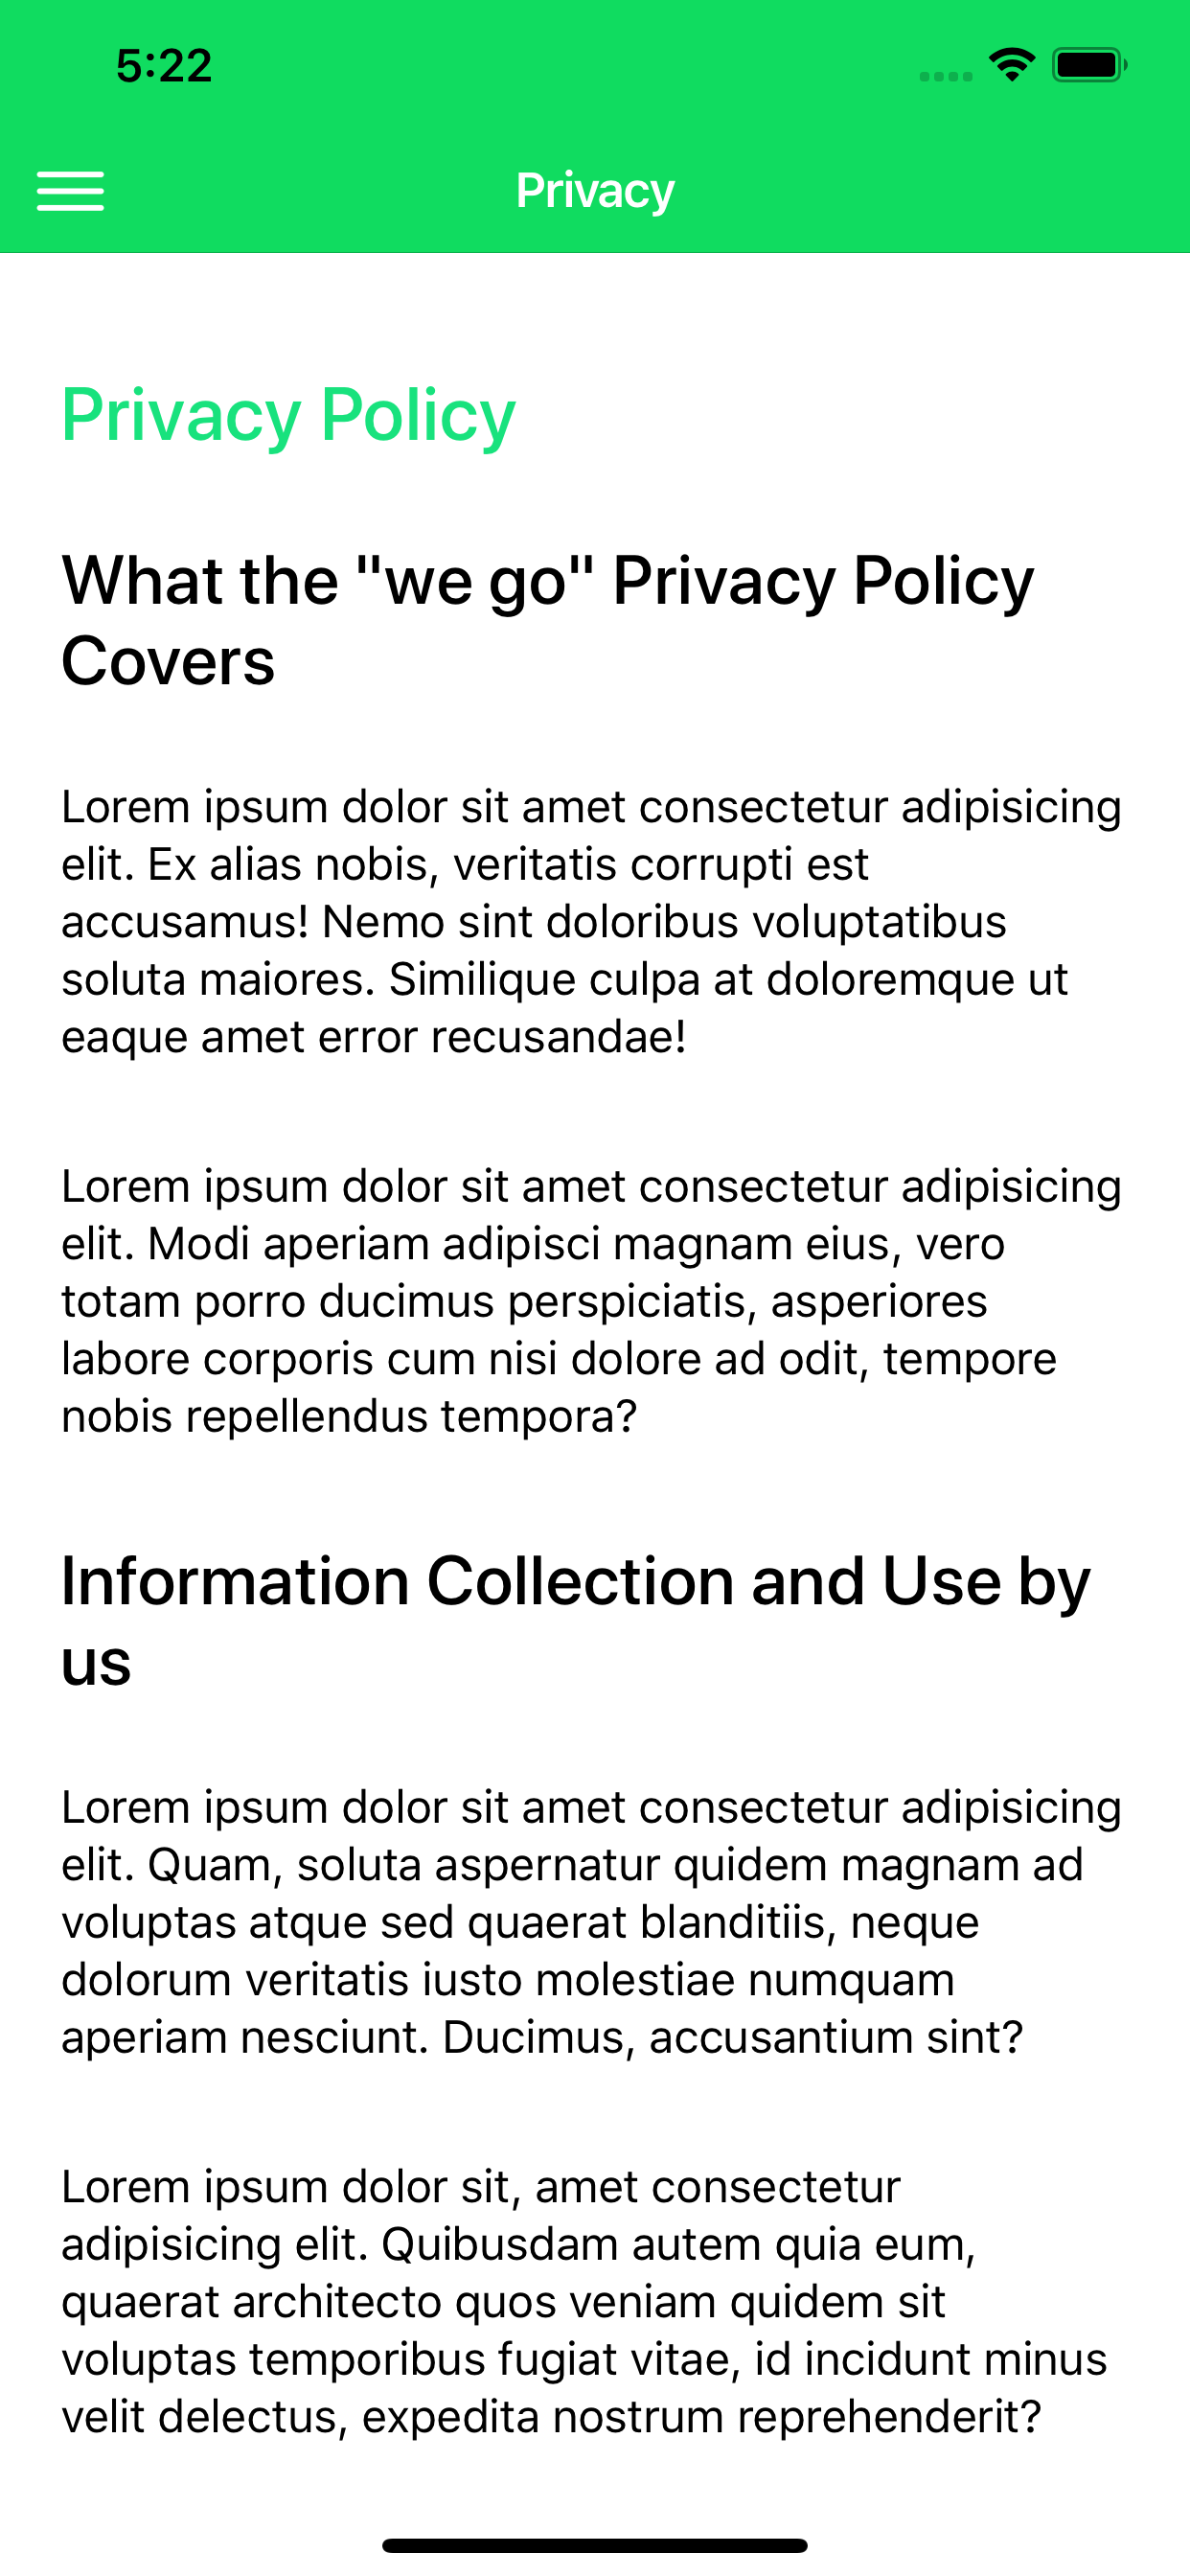 5:22
Privacy
Privacy Policy
What the "we go" Privacy Policy
Covers
Lorem ipsum dolor sit amet consectetur adipisicing
elit. Ex alias nobis, veritatis corrupti est
accusamus! Nemo sint doloribus voluptatibus
soluta maiores. Similique culpa at doloremque ut
eaque amet error recusandae!
Lorem ipsum dolor sit amet consectetur adipisicing
elit. Modi aperiam adipisci magnam eius, vero
totam porro ducimus perspiciatis, asperiores
labore corporis cum nisi dolore ad odit, tempore
nobis repellendus tempora?
Information Collection and Use by
us
Lorem ipsum dolor sit amet consectetur adipisicing
elit. Quam, soluta aspernatur quidem magnam ad
voluptas atque sed quaerat blanditiis, neque
dolorum veritatis iusto molestiae numquam
aperiam nesciunt. Ducimus, accusantium sint?
Lorem ipsum dolor sit, amet consectetur
adipisicing elit. Quibusdam autem quia eum,
quaerat architecto quos veniam quidem sit
voluptas temporibus fugiat vitae, id incidunt minus
velit delectus, expedita nostrum reprehenderit?